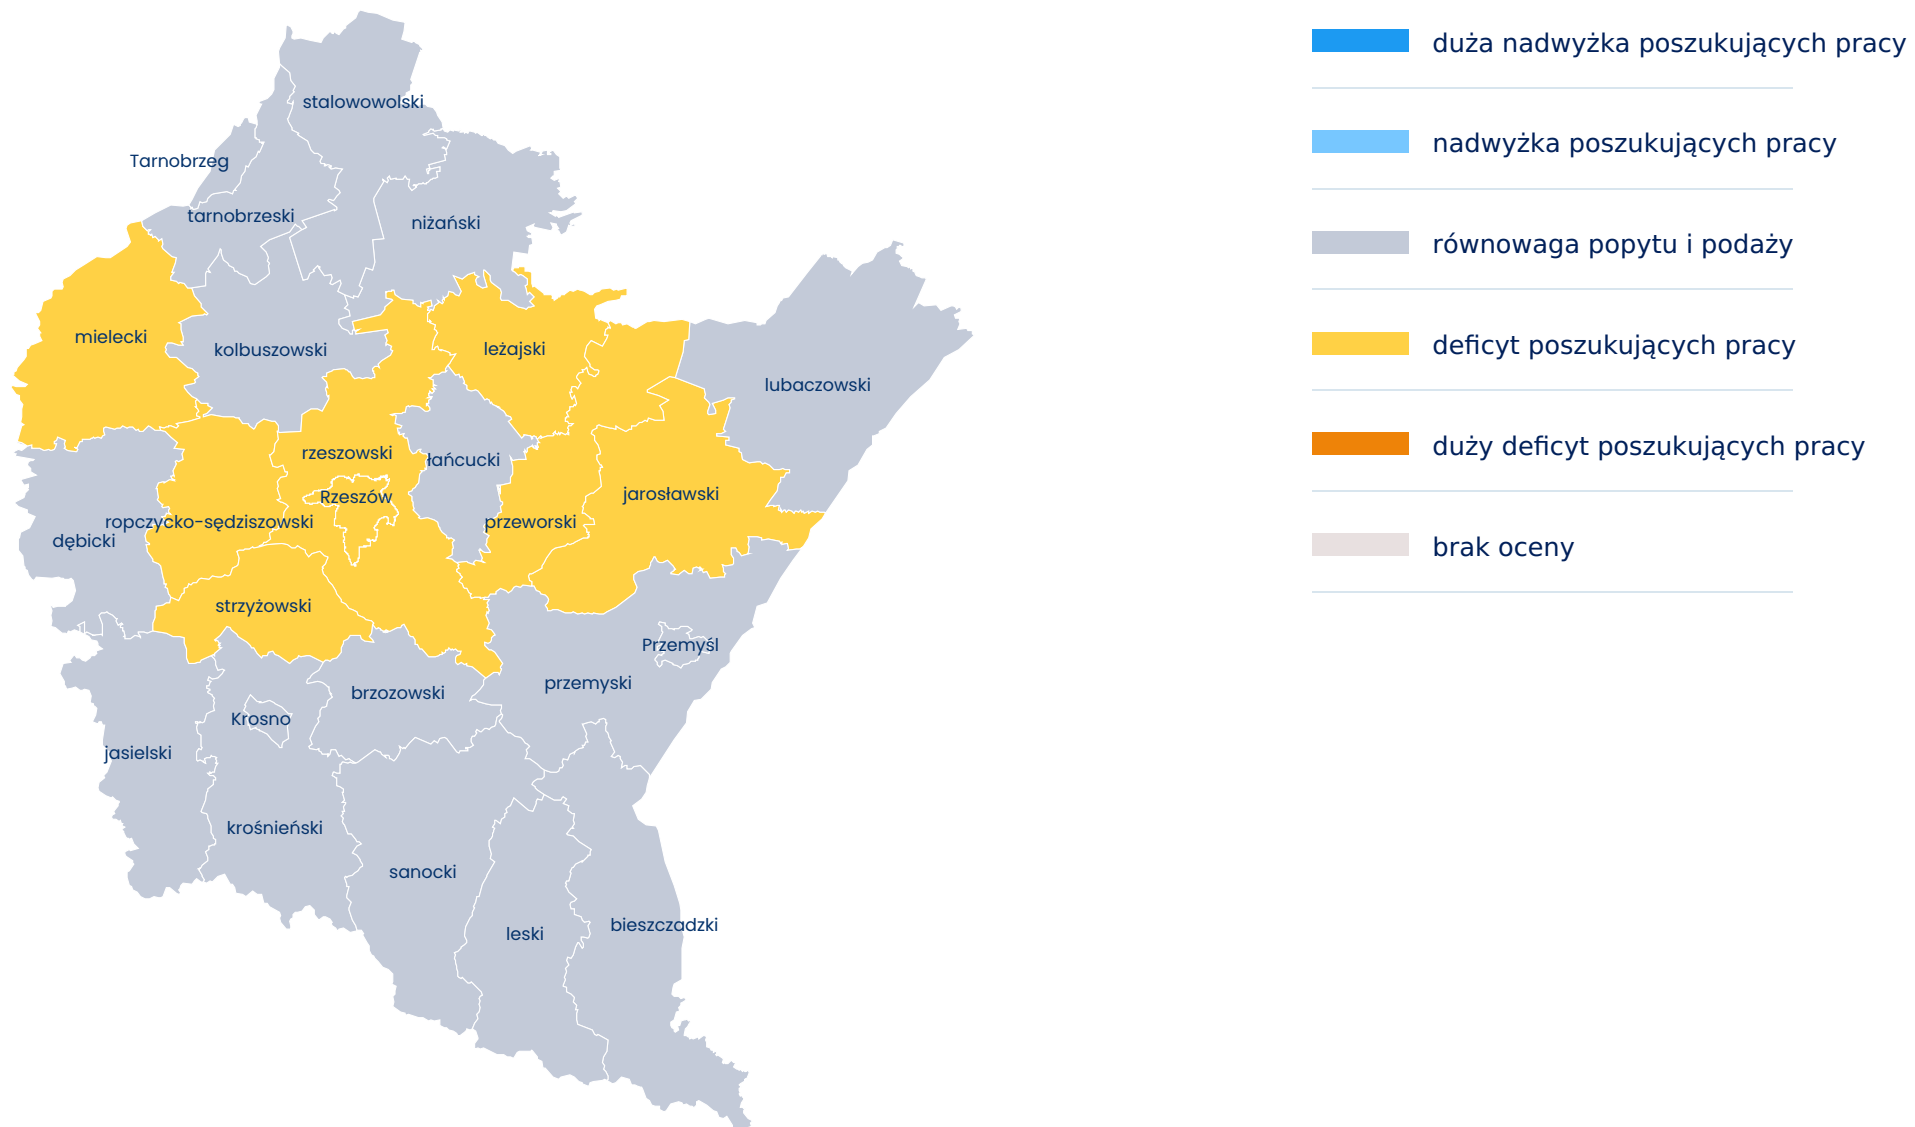 stalowowolski
Tarnobrzeg
tarnobrzeski
niżański
mielecki
kolbuszowski
leżajski
lubaczowski
rzeszowski
łańcucki
Rzeszów
jarosławski
ropczycko-sędziszowski
przeworski
dębicki
strzyżowski
Przemyśl
przemyski
brzozowski
Krosno
jasielski
krośnieński
sanocki
leski
bieszczadzki
duża nadwyżka poszukujących pracy
nadwyżka poszukujących pracy
równowaga popytu i podaży
deficyt poszukujących pracy
duży deficyt poszukujących pracy
brak oceny